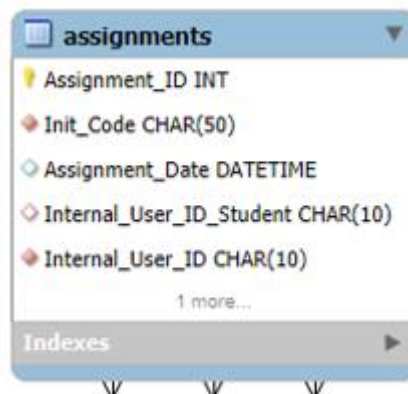 assignments
Assignment_ID INT
Init_Code CHAR(50)
Assignment_Date DATETIME
Internal_User_ID_Student CHAR(10)
Internal_User_ID CHAR(10)
1 more...
Indexes